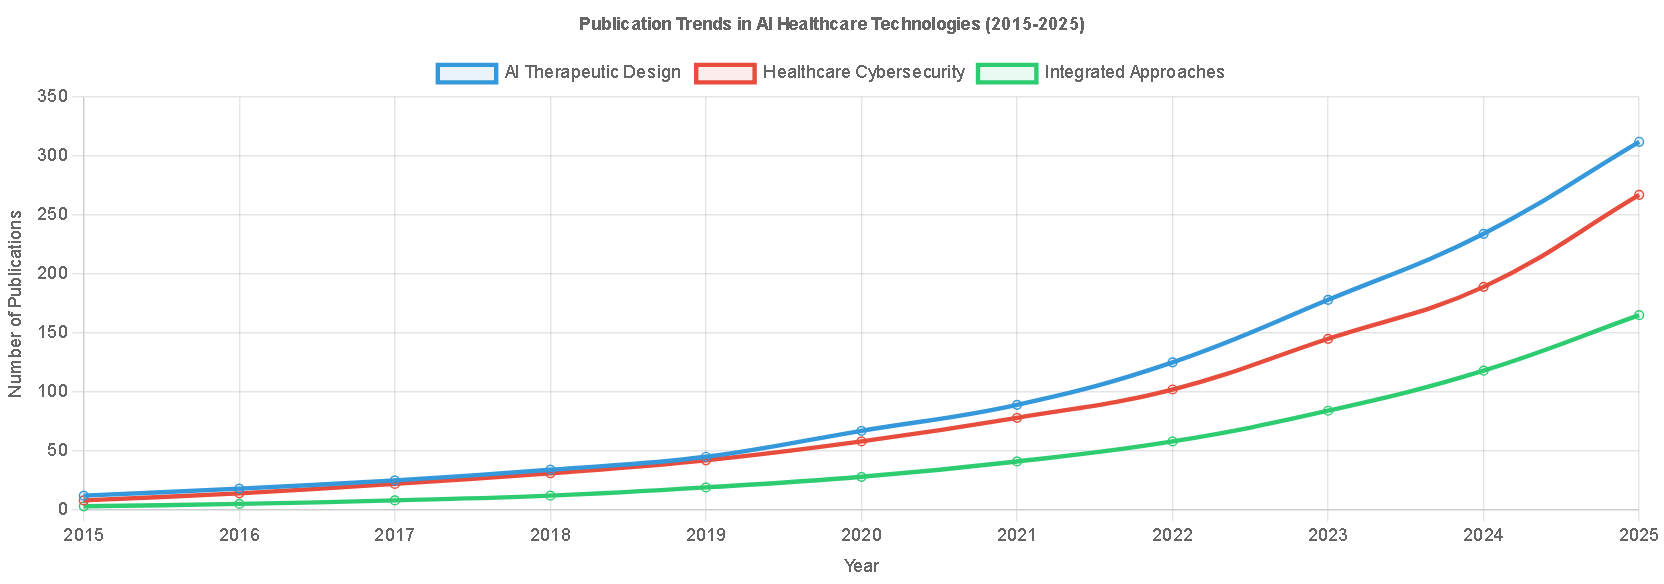 Publication Trends in AI Healthcare Technologies (2015-2025)
AI Therapeutic Design Healthcare Cybersecurity Integrated Approaches
350
300
250
200
150
100
50
0
Number of Publications
2015 2016 2017 2018 2019 2020 2021 2022 2023 2024 2025
Year